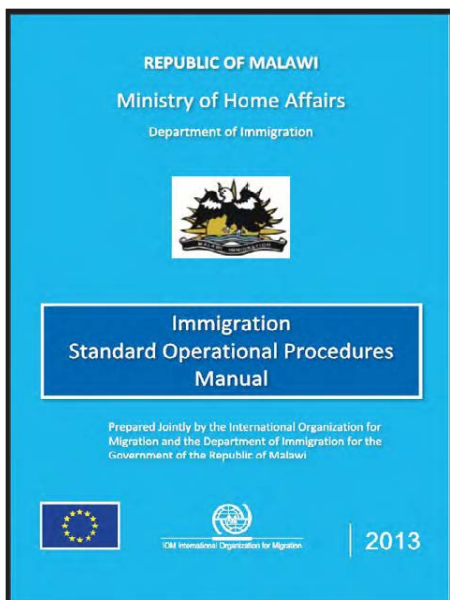 REPUBLIC OF MALAWI
Ministry of Home Affairs
Department of Immigration
MALAWI IMMIGRATION
Immigration
Standard Operational Procedures
Manual
Prepared Jointly by the International Organization for
Migration and the Department of Immigration for the
Government of the Republic of Malawi
IOM International Organization for Migration
2013